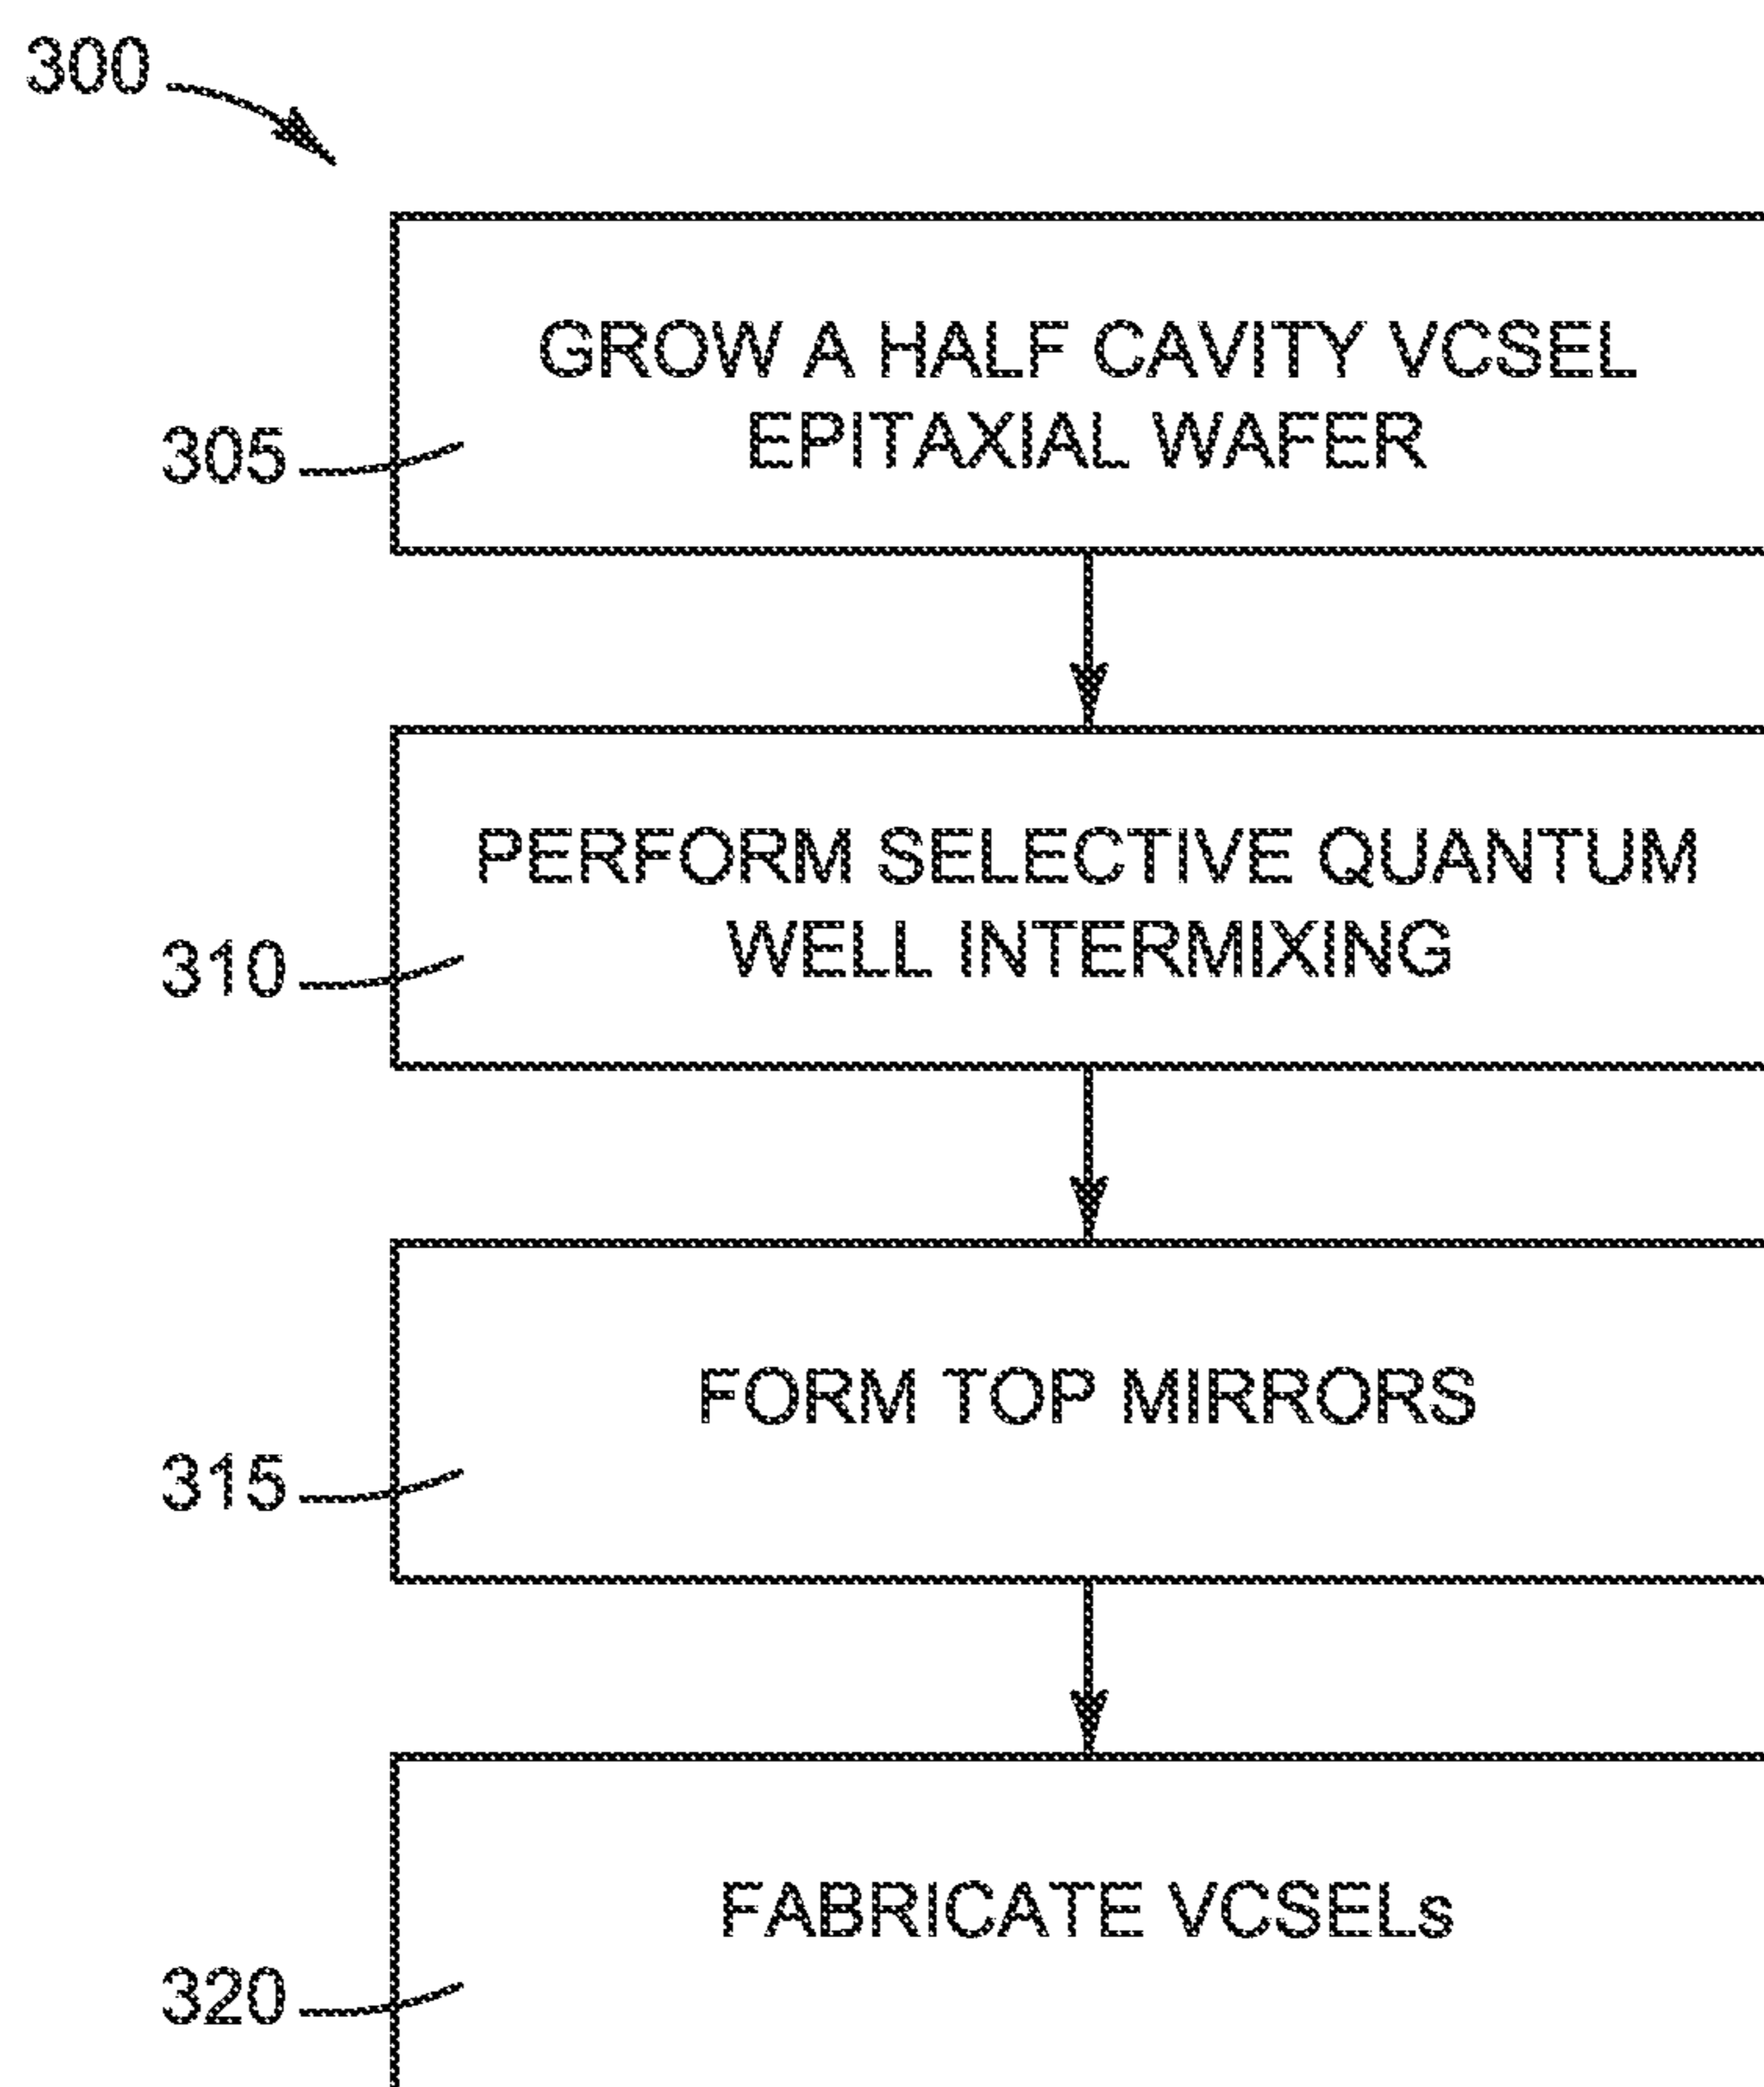 300
GROW A HALF CAVITY VCSEL
EPITAXIAL WAFER
305
PERFORM SELECTIVE QUANTUM
WELL INTERMIXING
310
FORM TOP MIRRORS
315
FABRICATE VCSELs
320